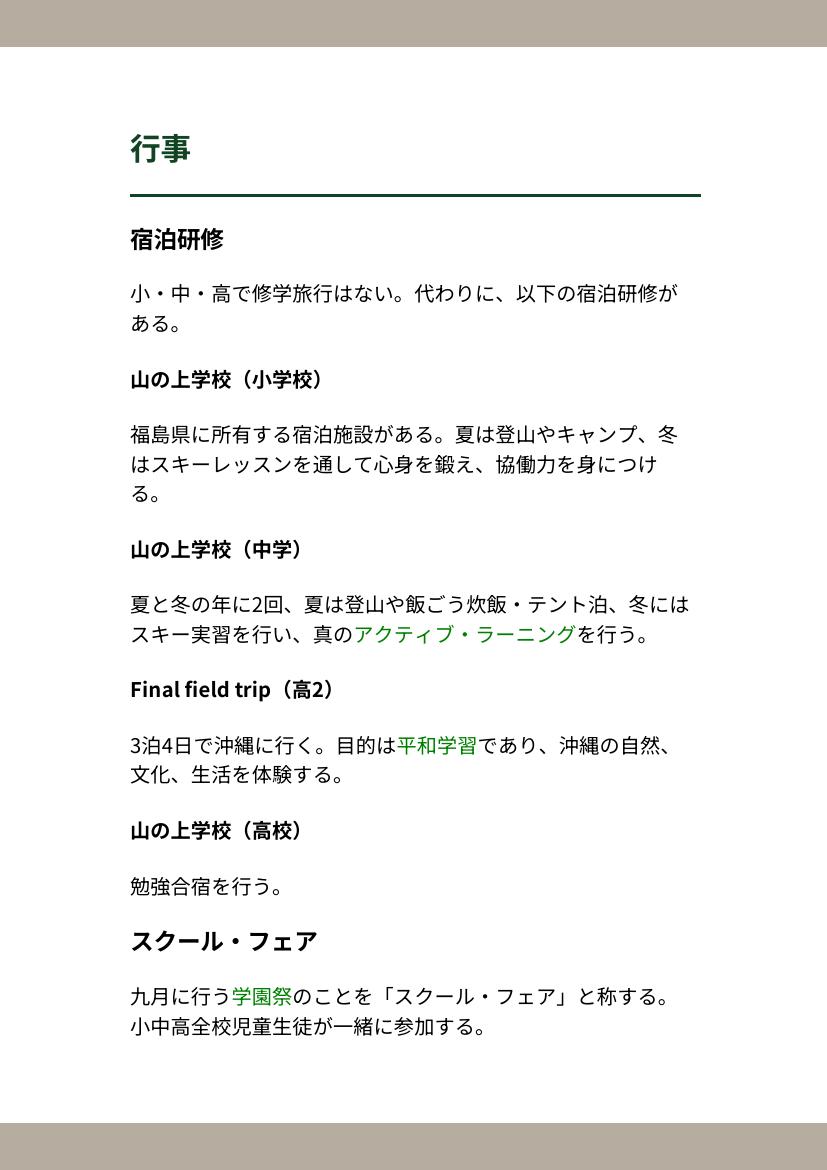 行事
宿泊研修
小・中・高で修学旅行はない。代わりに、以下の宿泊研修が
ある。
山の上学校（小学校）
福島県に所有する宿泊施設がある。夏は登山やキャンプ、冬
はスキーレッスンを通して心身を鍛え、協働力を身につけ
る。
山の上学校（中学）
夏と冬の年に2回、夏は登山や飯ごう炊飯・テント泊、冬には
スキー実習を行い、真のアクティブ・ラーニングを行う。
Final field trip（高2）
3泊4日で沖縄に行く。目的は平和学習であり、沖縄の自然、
文化、生活を体験する。
山の上学校（高校）
勉強合宿を行う。
スクール・フェア
九月に行う学園祭のことを「スクール・フェア」と称する。
小中高全校児童生徒が一緒に参加する。